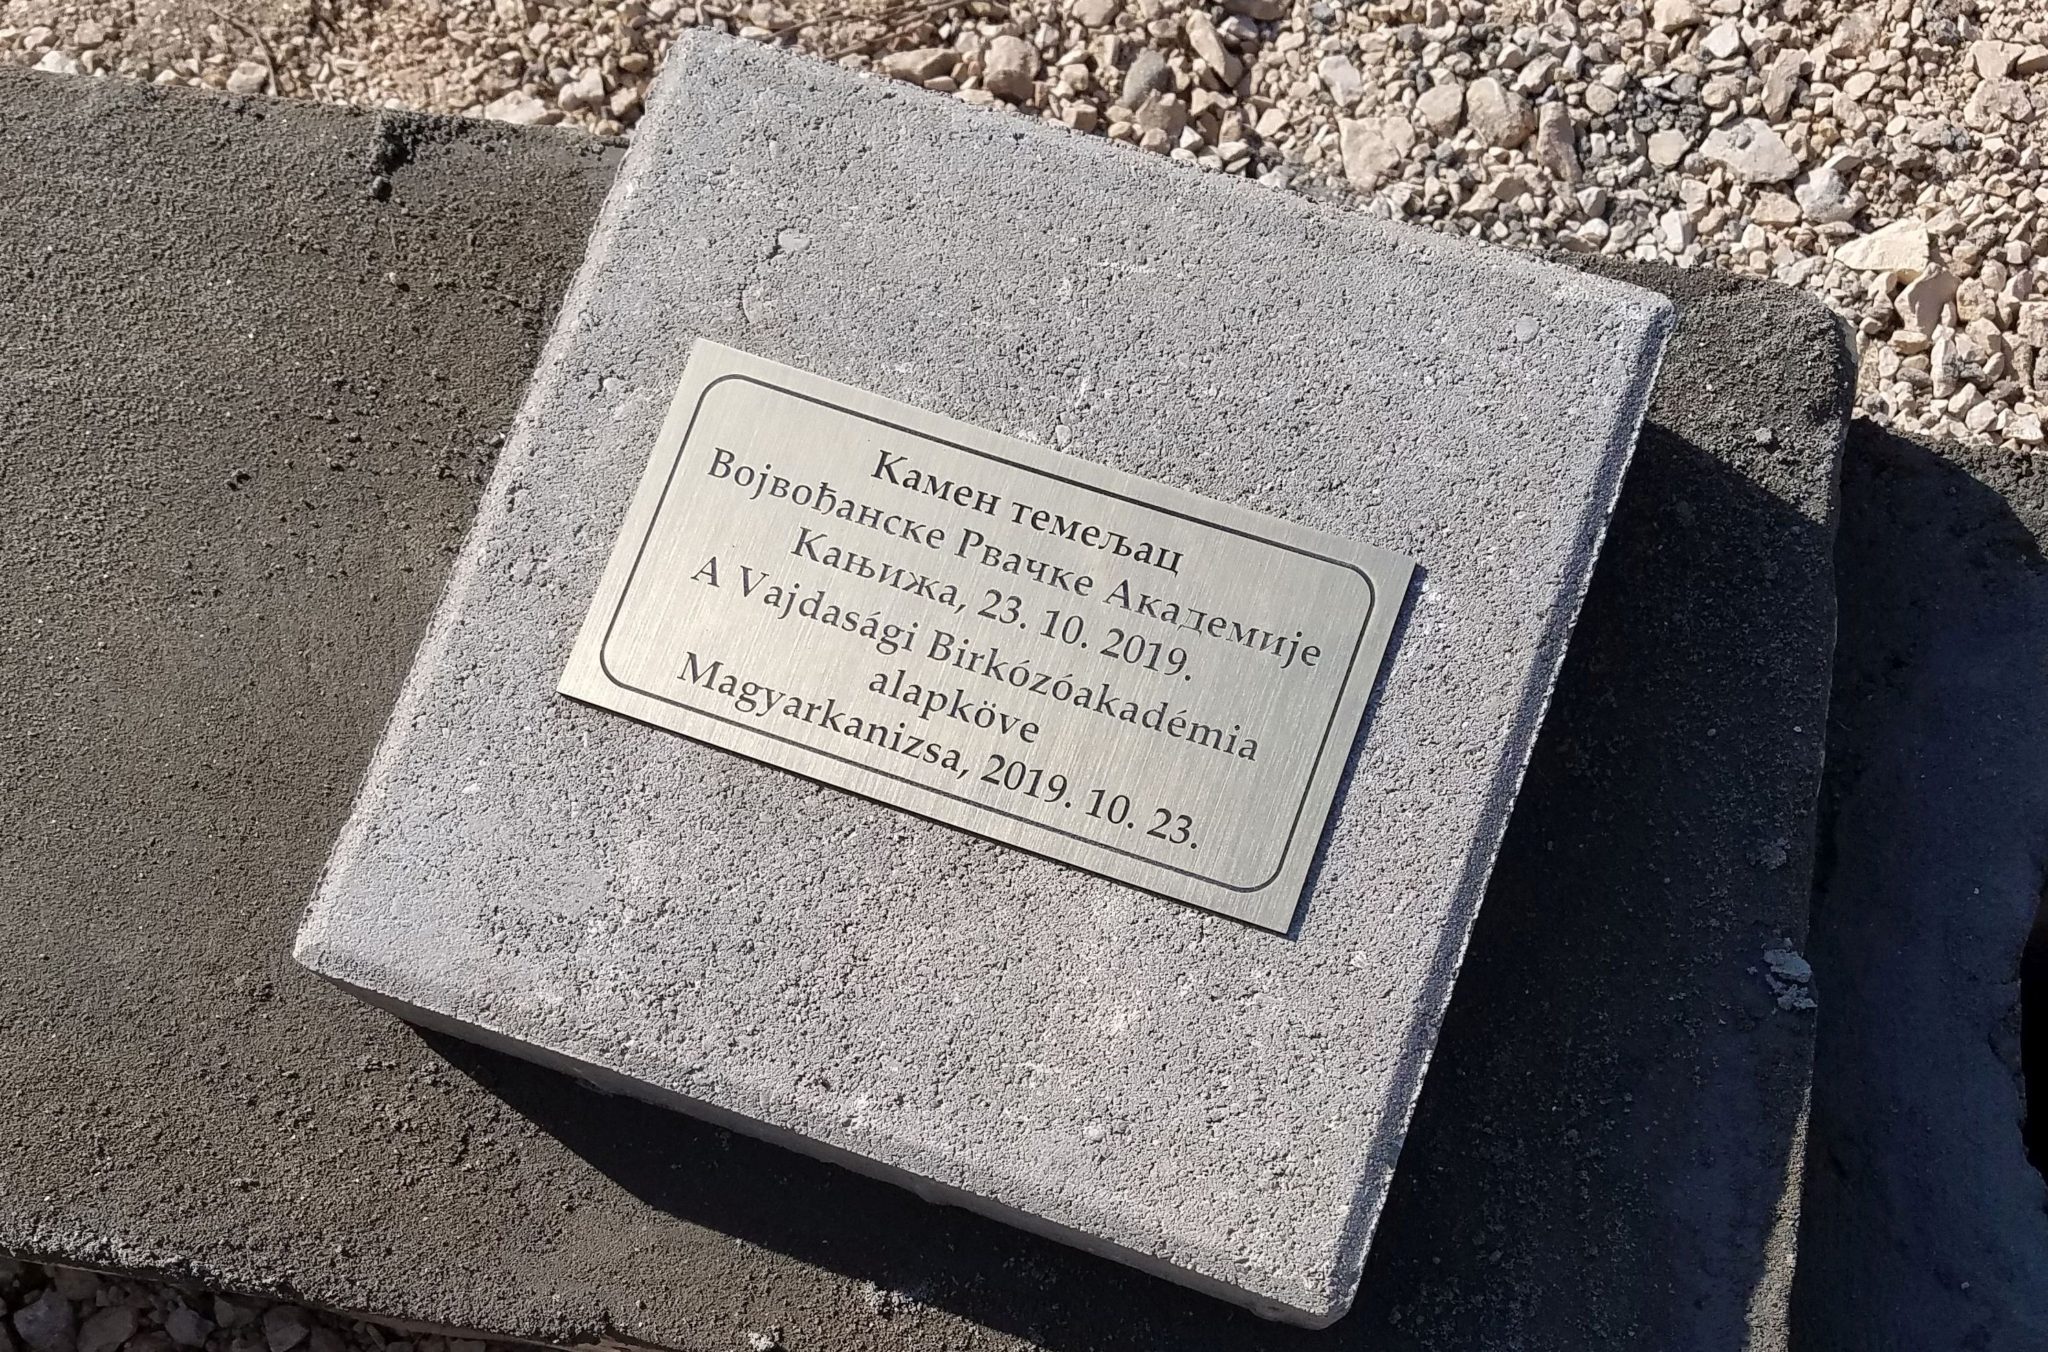 Камен темељац
Војвођанске Рвачке Академије
Кањижа, 23. 10. 2019.
A Vajdasági Birkózóakadémia
alapköve
Magyarkanizsa, 2019. 10. 23.